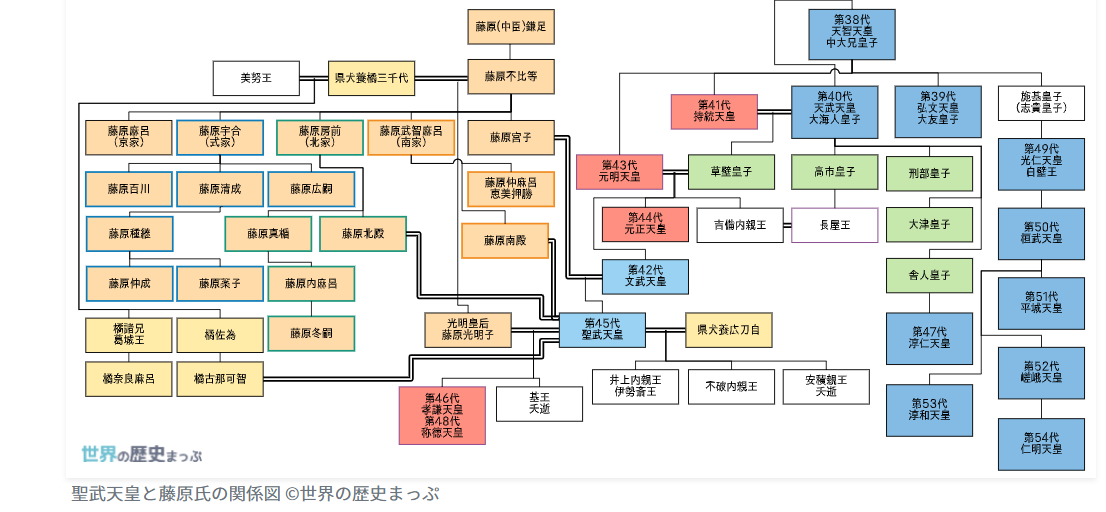 藤原(中臣)鎌足
第38代
天智天皇
中大兄皇子
美努王
県犬養橘三千代
藤原不比等
第41代
持統天皇
第40代
天武天皇
大海人皇子
第39代
弘文天皇
大友皇子
施基皇子
(志貴皇子)
藤原麻呂
(京家)
藤原宇合
(式家)
藤原房前
(北家)
藤原武智麻呂
(南家)
藤原宮子
第49代
光仁天皇
白壁王
第43代
元明天皇
草壁皇子
高市皇子
刑部皇子
藤原百川
藤原清成
藤原広嗣
藤原仲麻呂
恵美押勝
第44代
元正天皇
吉備内親王
長屋王
大津皇子
第50代
桓武天皇
藤原種継
藤原真楯
藤原北殿
藤原南殿
第42代
文武天皇
舎人皇子
藤原仲成
藤原薬子
藤原内麻呂
第51代
平城天皇
橘諸兄
葛城王
橘佐為
藤原冬嗣
光明皇后
藤原光明子
第45代
聖武天皇
県犬養広刀自
第47代
淳仁天皇
橘奈良麻呂
橘古那可智
第46代
孝謙天皇
第48代
称徳天皇
基王
夭逝
井上内親王
伊勢斎王
不破内親王
安積親王
夭逝
第52代
嵯峨天皇
第53代
淳和天皇
第54代
仁明天皇
世界の歴史まっぷ
聖武天皇と藤原氏の関係図 ©世界の歴史まっぷ